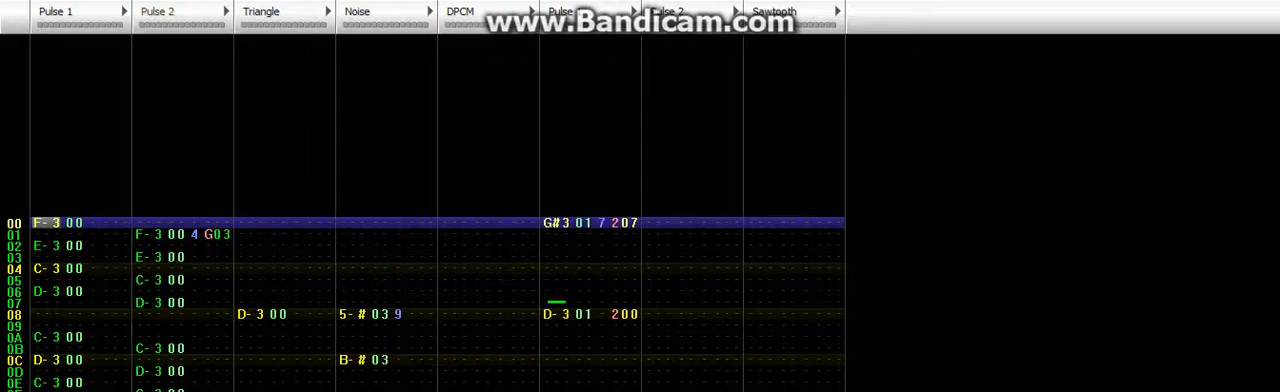 Pulse 1 Pulse 2 Triangle Noise DPCM Pulse Pulse 2 Sawtooth
www.Bandicam.com
00 F-3 00 G#3 01 7 207
01 F-3 00 4 G03
02 E-3 00
03 E-3 00
04 C-3 00
05 C-3 00
06 D-3 00
07 D-3 00
08 D-3 00 5-# 03 9 D-3 01 200
09
0A C-3 00
0B C-3 00
0C D-3 00 B-# 03
0D D-3 00
0E C-3 00